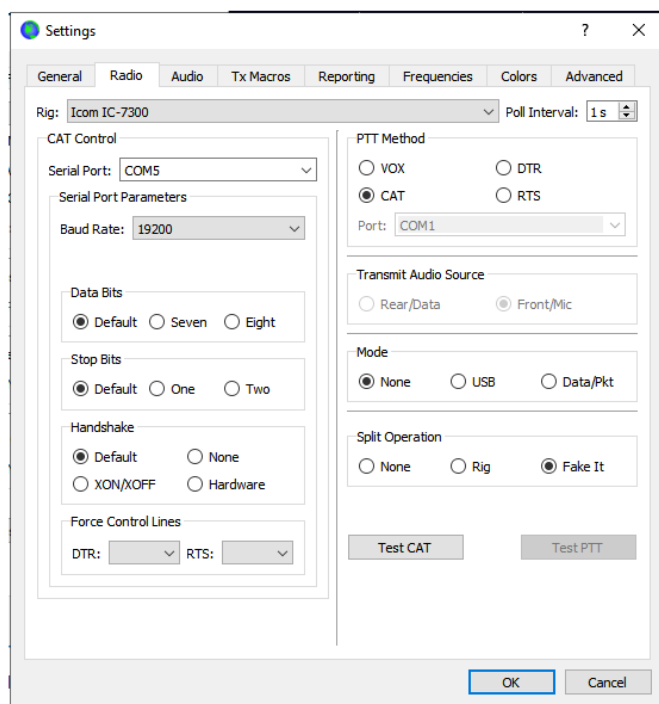 Settings
General Radio Audio Tx Macros Reporting Frequencies Colors Advanced
Rig: Icom IC-7300 Poll Interval: 1 s
CAT Control
Serial Port: COM5
Serial Port Parameters
Baud Rate: 19200
Data Bits
Default Seven Eight
Stop Bits
Default One Two
Handshake
Default None
XON/XOFF Hardware
Force Control Lines
DTR: RTS:
PTT Method
VOX DTR
CAT RTS
Port: COM1
Transmit Audio Source
Rear/Data Front/Mic
Mode
None USB Data/Pkt
Split Operation
None Rig Fake It
Test CAT Test PTT
OK Cancel